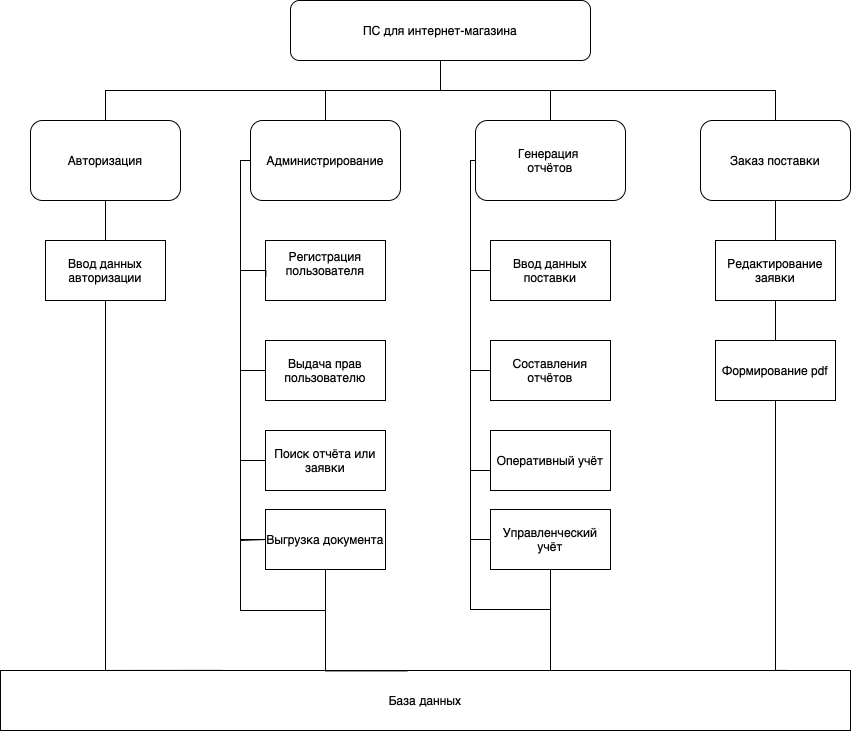 ПС для интернет-магазина
Авторизация
Администрирование
Генерация
отчётов
Заказ поставки
Ввод данных
авторизации
Регистрация
пользователя
Ввод данных
поставки
Редактирование
заявки
Выдача прав
пользователю
Составления
отчётов
Формирование pdf
Поиск отчёта или
заявки
Оперативный учёт
Выгрузка документа
Управленческий
учёт
База данных